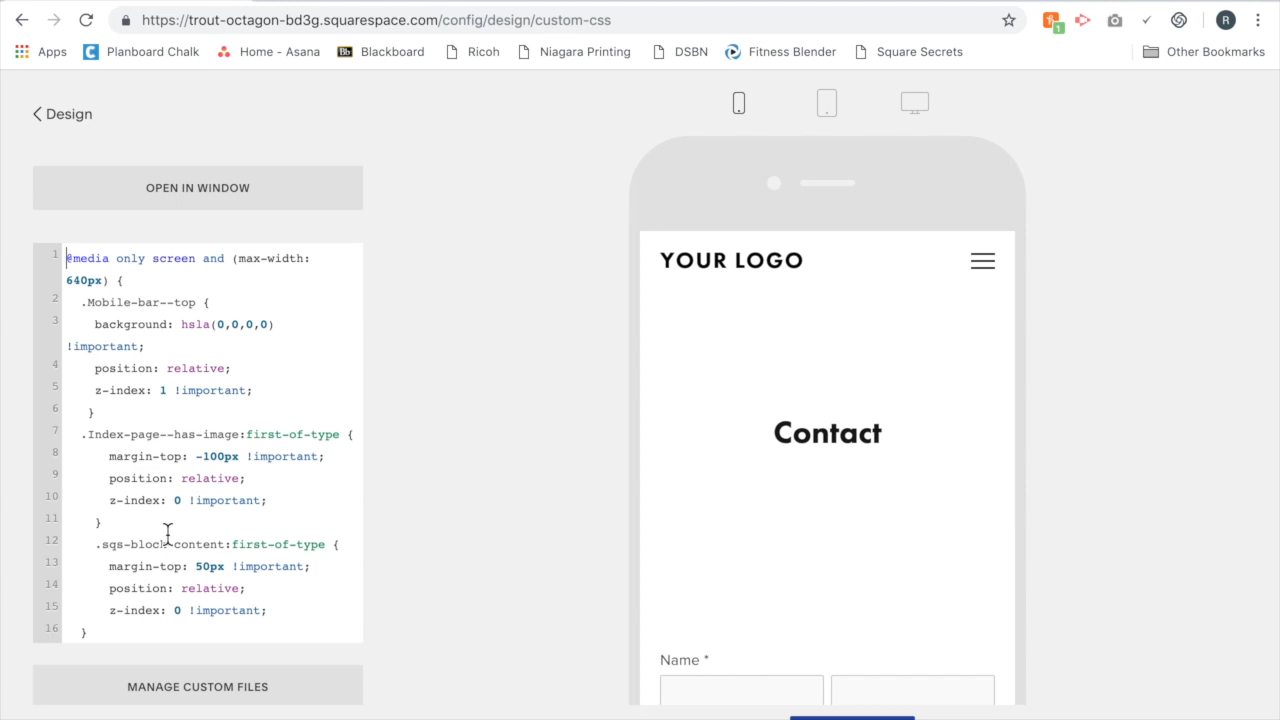 https://trout-octagon-bd3g.squarespace.com/config/design/custom-css
1
R
Apps
Planboard Chalk
Home - Asana
Bb
Blackboard
Ricoh
Niagara Printing
DSBN
Fitness Blender
Square Secrets
Other Bookmarks
Design
OPEN IN WINDOW
1 @media only screen and (max-width:
640px) {
2 .Mobile-bar--top {
3 background: hsla(0,0,0,0)
!important;
4 position: relative;
5 z-index: 1 !important;
6 }
7 .Index-page--has-image:first-of-type {
8 margin-top: -100px !important;
9 position: relative;
10 z-index: 0 !important;
11 }
12 .sqs-block-content:first-of-type {
13 margin-top: 50px !important;
14 position: relative;
15 z-index: 0 !important;
16 }
MANAGE CUSTOM FILES
YOUR LOGO
Contact
Name *